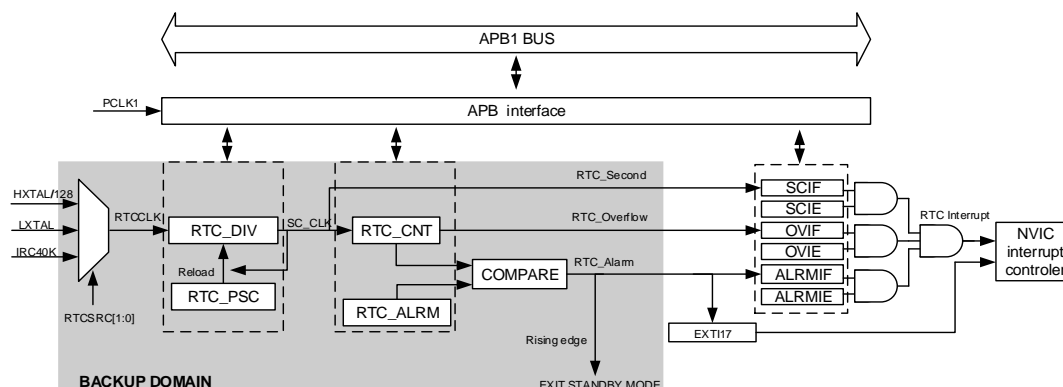 APB1 BUS
PCLK1
APB interface
HXTAL/128
LXTAL
IRC40K
RTCCLK
RTCSRC[1:0]
RTC_DIV
SC_CLK
Reload
RTC_PSC
RTC_CNT
RTC_ALRM
COMPARE
RTC_Second
RTC_Overflow
RTC_Alarm
Rising edge
EXIT STANDBY MODE
BACKUP DOMAIN
SCIF
SCIE
OVIF
OVIE
ALRMIF
ALRMIE
EXTI17
RTC Interrupt
NVIC
interrupt
controler